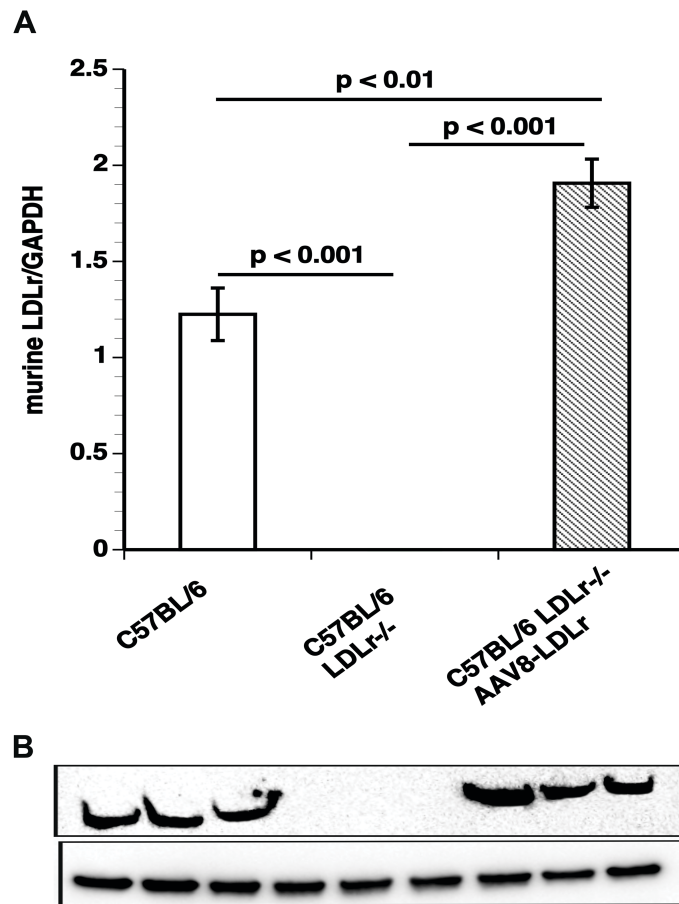 A
2.5
p < 0.01
p < 0.001
2
murine LDLr/GAPDH
1.5
p < 0.001
1
0.5
0
C57BL/6
C57BL/6
LDLr-/-
C57BL/6 LDLr-/-
AAV8-LDLr
B